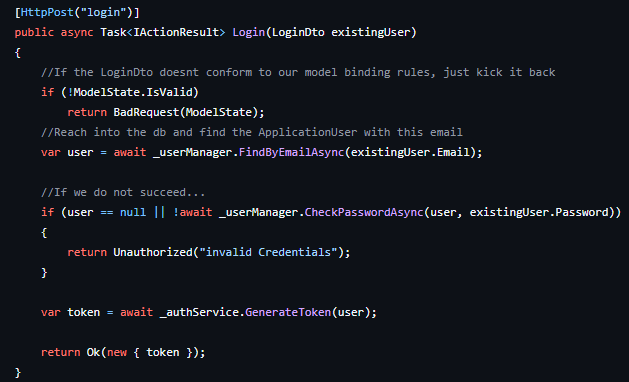 [HttpPost("login")]
public async Task<IActionResult> Login(LoginDto existingUser)
{
//If the LoginDto doesnt conform to our model binding rules, just kick it back
if (!ModelState.IsValid)
return BadRequest(ModelState);
//Reach into the db and find the ApplicationUser with this email
var user = await _userManager.FindByEmailAsync(existingUser.Email);
//If we do not succeed...
if (user == null || !await _userManager.CheckPasswordAsync(user, existingUser.Password))
{
return Unauthorized("invalid Credentials");
}
var token = await _authService.GenerateToken(user);
return Ok(new { token });
}